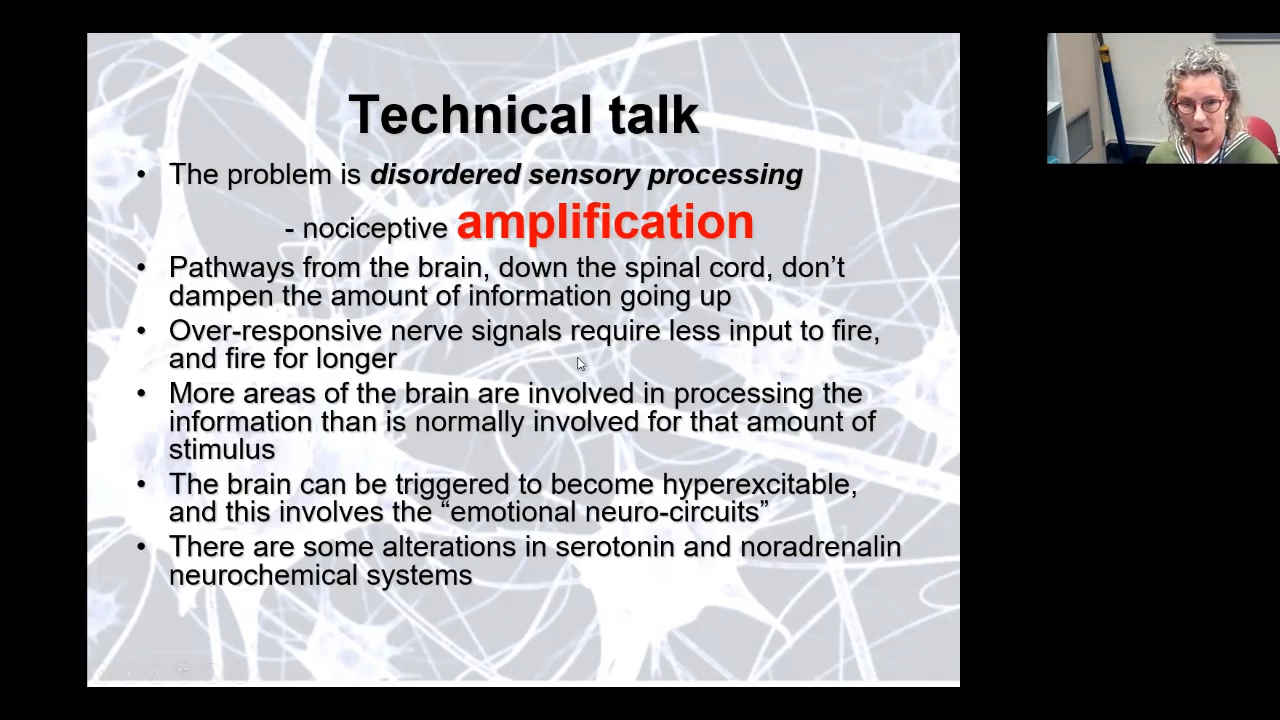 Technical talk
• The problem is disordered sensory processing
- nociceptive amplification
• Pathways from the brain, down the spinal cord, don’t
dampen the amount of information going up
• Over-responsive nerve signals require less input to fire,
and fire for longer
• More areas of the brain are involved in processing the
information than is normally involved for that amount of
stimulus
• The brain can be triggered to become hyperexcitable,
and this involves the “emotional neuro-circuits”
• There are some alterations in serotonin and noradrenalin
neurochemical systems